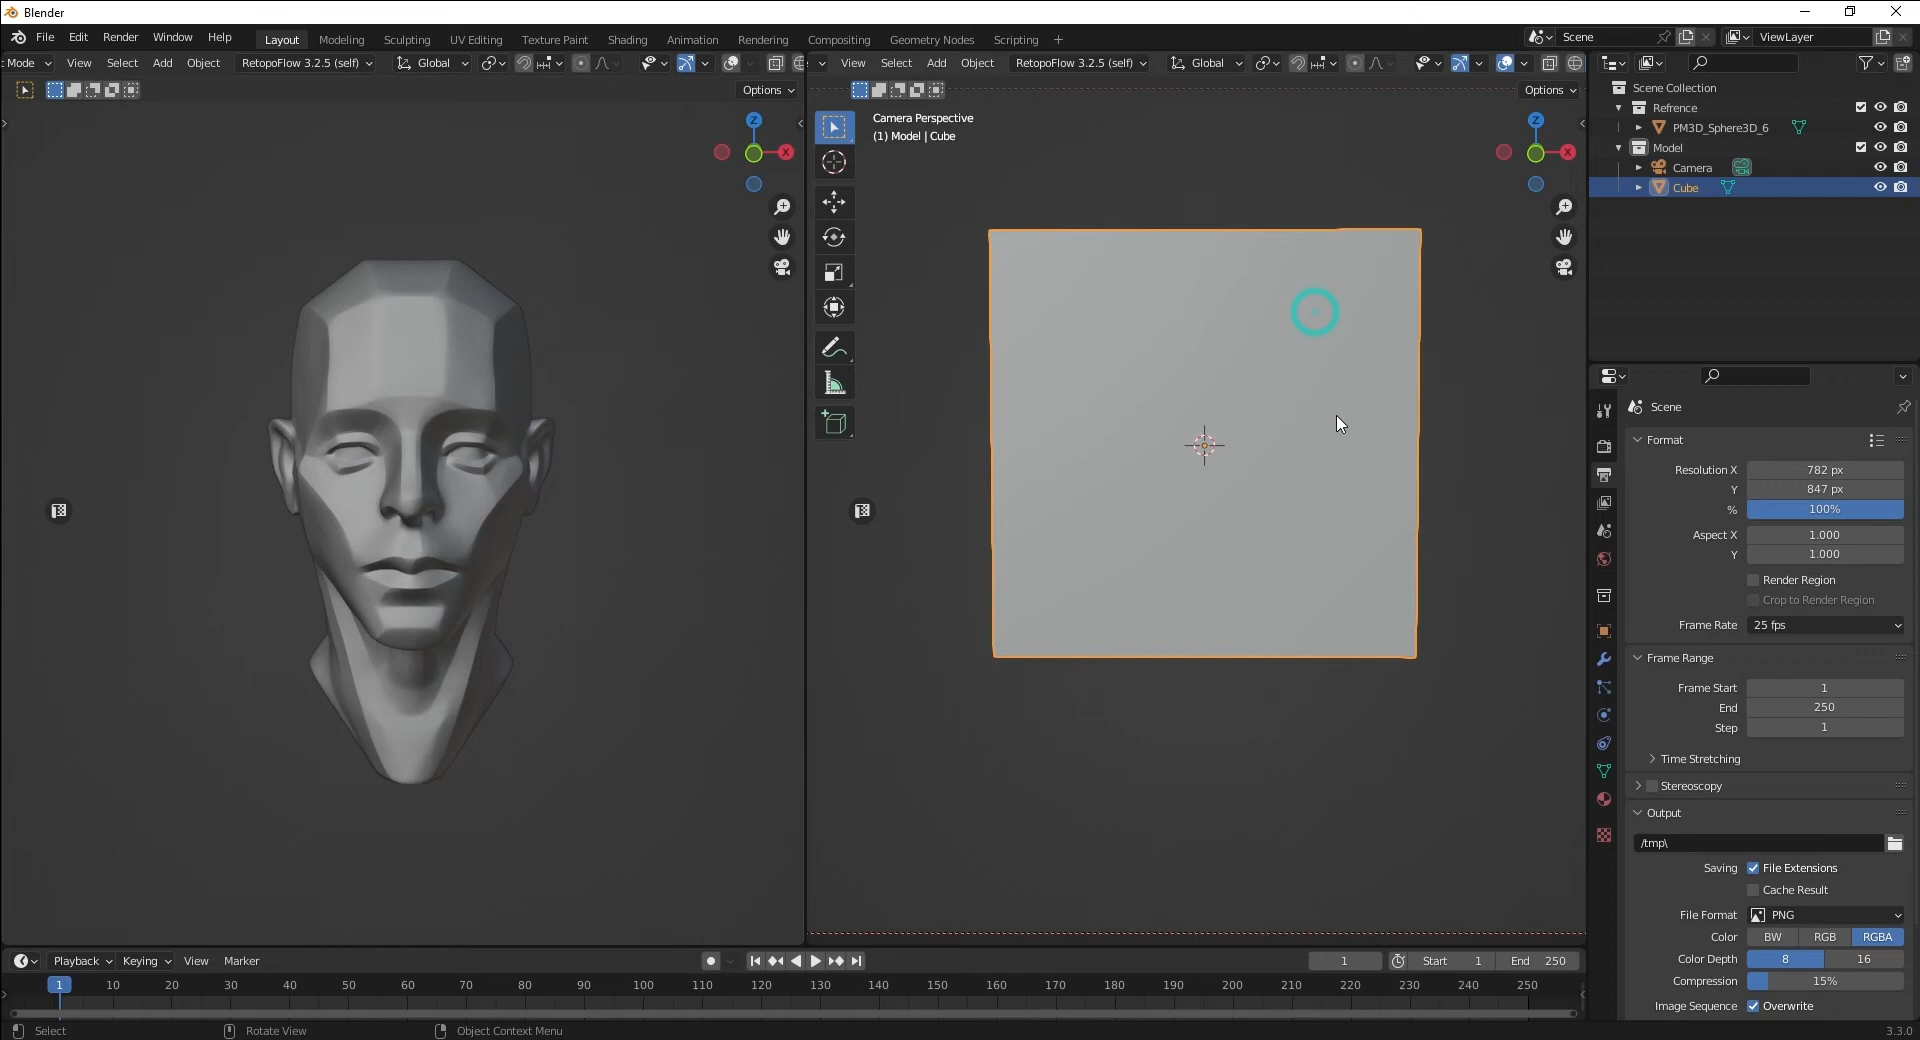 Blender
File Edit Render Window Help
Layout Modeling Sculpting UV Editing Texture Paint Shading Animation Rendering Compositing Geometry Nodes Scripting +
Scene
ViewLayer
Mode View Select Add Object RetopoFlow 3.2.5 (self) Global
View Select Add Object RetopoFlow 3.2.5 (self) Global
Options
Options
Z
X
Camera Perspective
(1) Model | Cube
Z
X
Scene Collection
Refrence
PM3D_Sphere3D_6
Model
Camera
Cube
Scene
Format
Resolution X 782 px
Y 847 px
% 100%
Aspect X 1.000
Y 1.000
Render Region
Crop to Render Region
Frame Rate 25 fps
Frame Range
Frame Start 1
End 250
Step 1
Time Stretching
Stereoscopy
Output
/tmp\
Saving File Extensions
Cache Result
File Format PNG
Color BW RGB RGBA
Color Depth 8 16
Compression 15%
Image Sequence Overwrite
Playback Keying View Marker
1 Start 1 End 250
1 10 20 30 40 50 60 70 80 90 100 110 120 130 140 150 160 170 180 190 200 210 220 230 240 250
Select Rotate View Object Context Menu
3.3.0